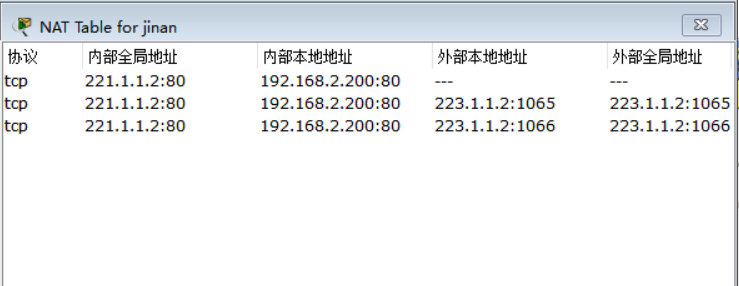 NAT Table for jinan
协议 内部全局地址 内部本地地址 外部本地地址 外部全局地址
tcp 221.1.1.2:80 192.168.2.200:80 --- ---
tcp 221.1.1.2:80 192.168.2.200:80 223.1.1.2:1065 223.1.1.2:1065
tcp 221.1.1.2:80 192.168.2.200:80 223.1.1.2:1066 223.1.1.2:1066